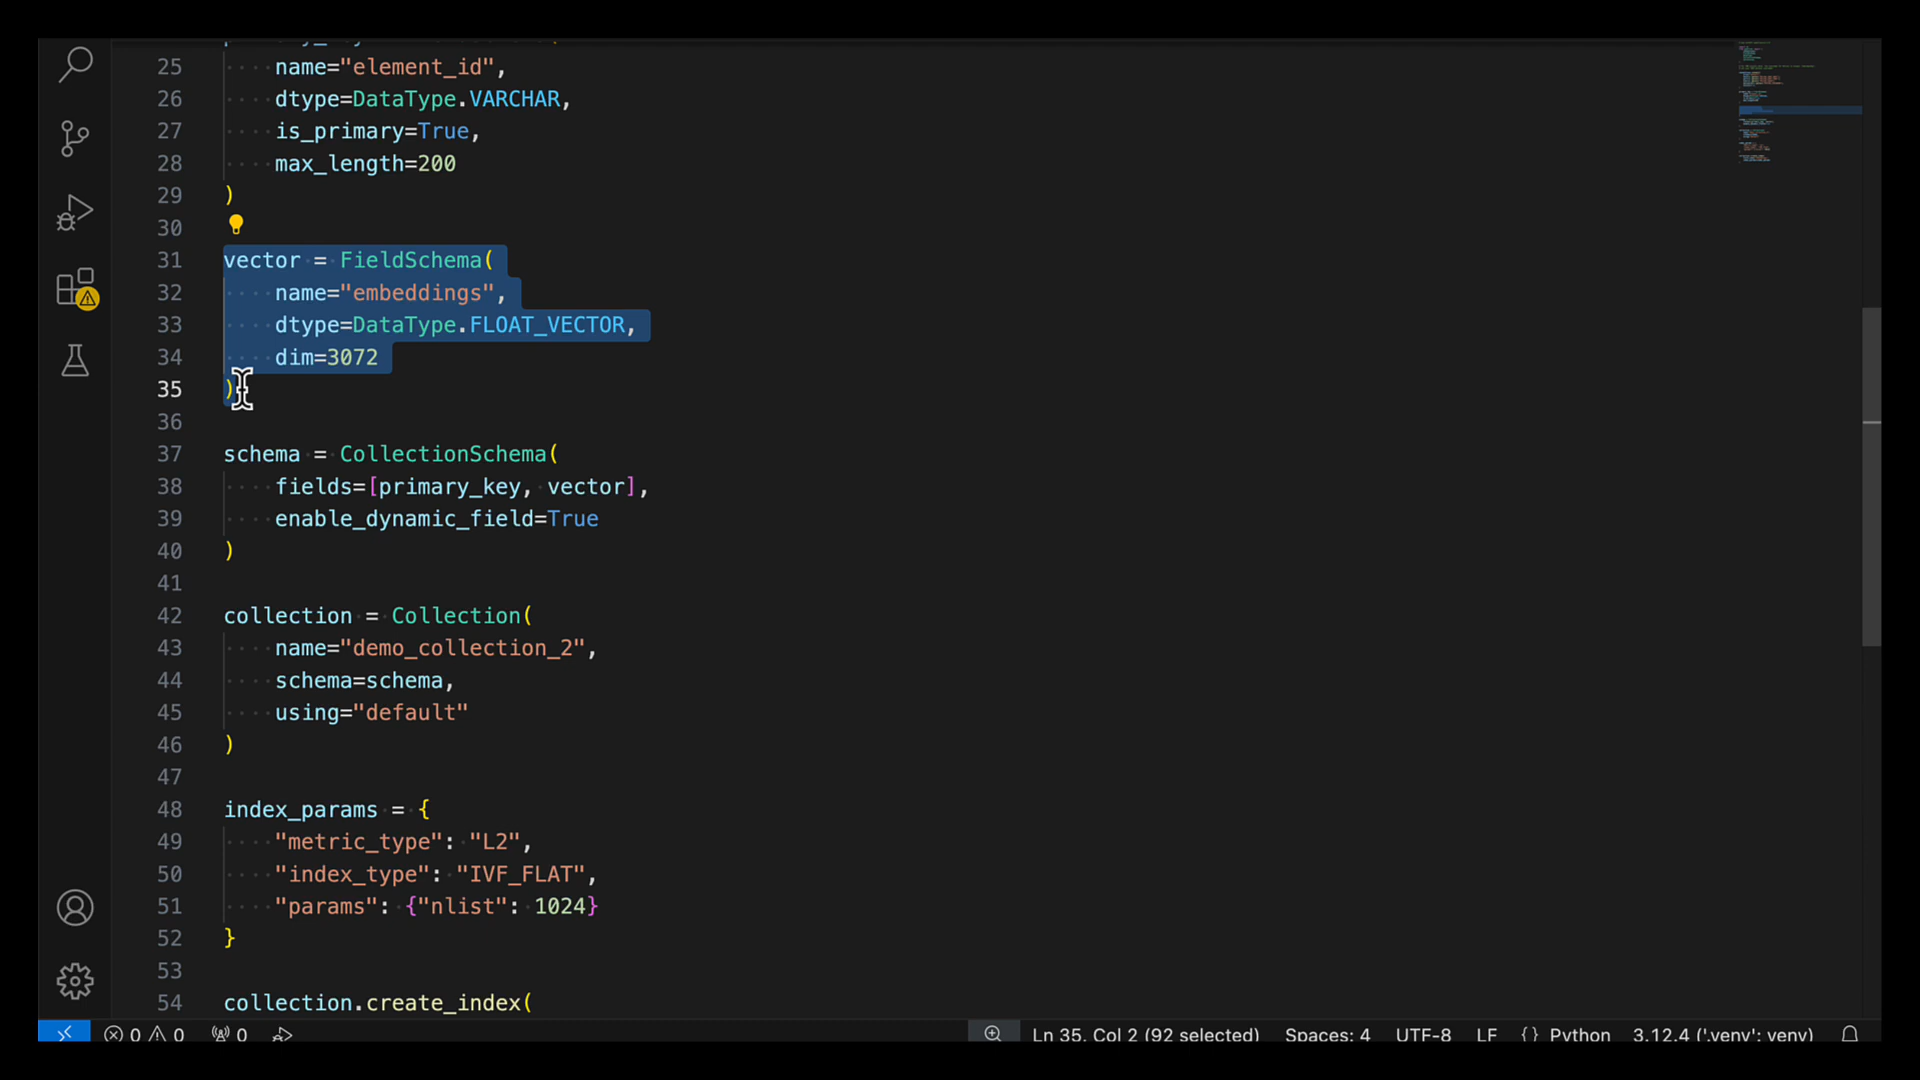 25 name="element_id",
26 dtype=DataType.VARCHAR,
27 is_primary=True,
28 max_length=200
29 )
30
31 vector = FieldSchema(
32 name="embeddings",
33 dtype=DataType.FLOAT_VECTOR,
34 dim=3072
35 )
36
37 schema = CollectionSchema(
38 fields=[primary_key, vector],
39 enable_dynamic_field=True
40 )
41
42 collection = Collection(
43 name="demo_collection_2",
44 schema=schema,
45 using="default"
46 )
47
48 index_params = {
49 "metric_type": "L2",
50 "index_type": "IVF_FLAT",
51 "params": {"nlist": 1024}
52 }
53
54 collection.create_index(
0 0 0 Ln 35, Col 2 (92 selected) Spaces: 4 UTF-8 LF {} Python 3.12.4 ('.venv': venv)